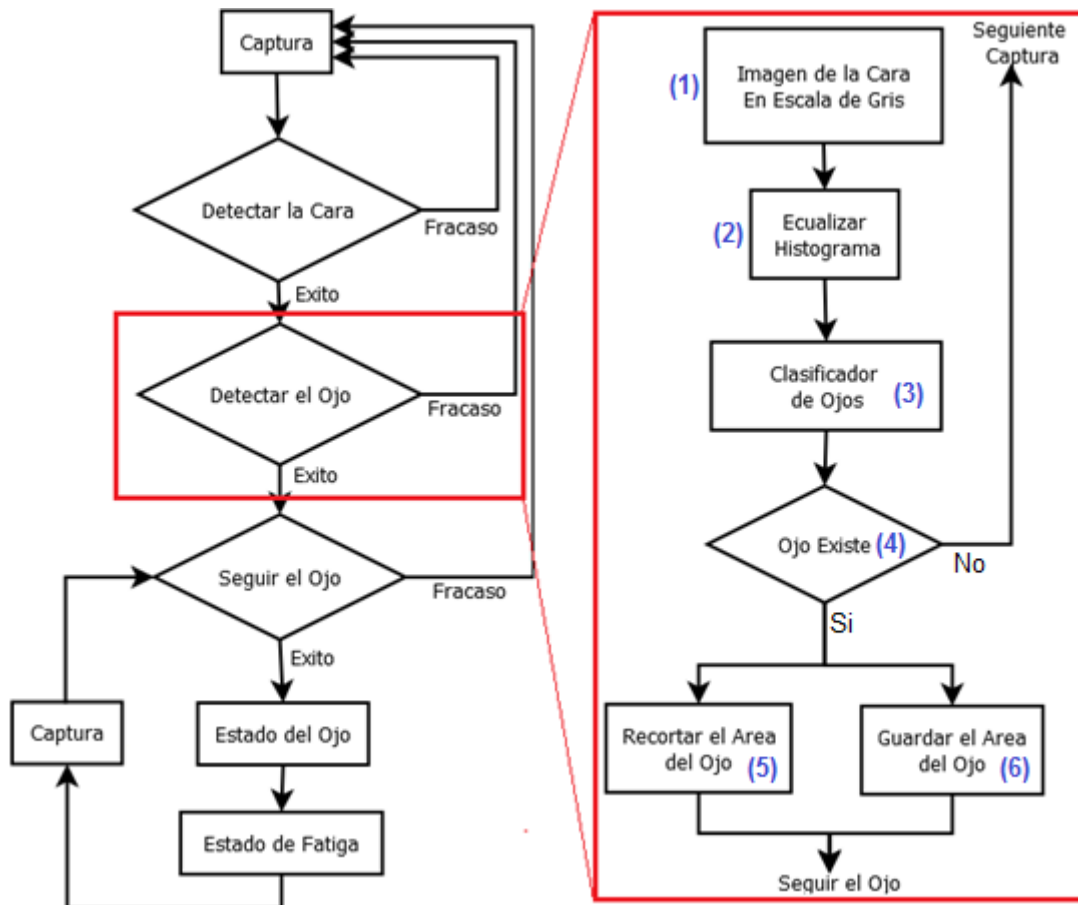 Captura
Detectar la Cara
Fracaso
Exito
Detectar el Ojo
Fracaso
Exito
Seguir el Ojo
Fracaso
Exito
Captura
Estado del Ojo
Estado de Fatiga
Seguiente
Captura
(1)
Imagen de la Cara
En Escala de Gris
(2)
Ecualizar
Histograma
Clasificador
de Ojos (3)
Ojo Existe (4)
No
Si
Recortar el Area
del Ojo (5)
Guardar el Area
del Ojo (6)
Seguir el Ojo